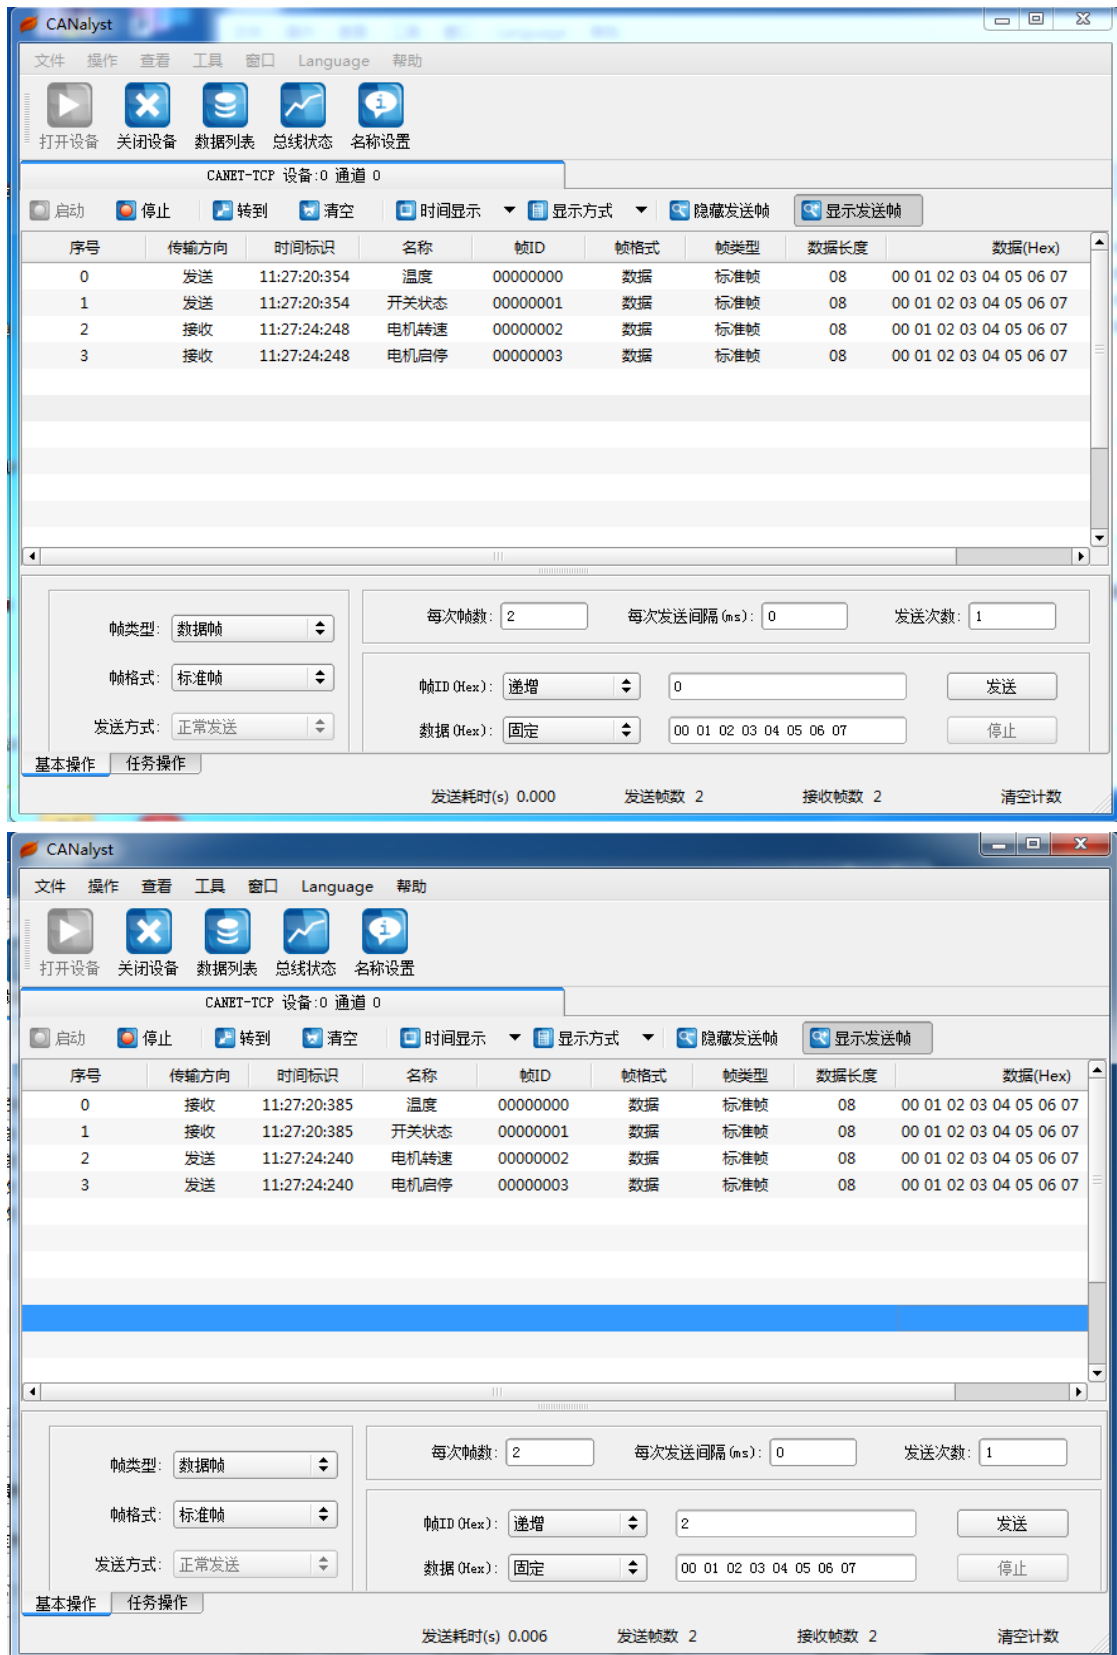 CANalyst
文件 操作 查看 工具 窗口 Language 帮助
打开设备 关闭设备 数据列表 总线状态 名称设置
CANET-TCP 设备:0 通道 0
启动 停止 转到 清空 时间显示 显示方式 隐藏发送帧 显示发送帧
序号 传输方向 时间标识 名称 帧ID 帧格式 帧类型 数据长度 数据(Hex)
0 发送 11:27:20:354 温度 00000000 数据 标准帧 08 00 01 02 03 04 05 06 07
1 发送 11:27:20:354 开关状态 00000001 数据 标准帧 08 00 01 02 03 04 05 06 07
2 接收 11:27:24:248 电机转速 00000002 数据 标准帧 08 00 01 02 03 04 05 06 07
3 接收 11:27:24:248 电机启停 00000003 数据 标准帧 08 00 01 02 03 04 05 06 07
每次帧数: 2 每次发送间隔(ms): 0 发送次数: 1
帧类型: 数据帧
帧格式: 标准帧 帧ID(Hex): 递增 0 发送
发送方式: 正常发送 数据(Hex): 固定 00 01 02 03 04 05 06 07 停止
基本操作 任务操作
发送耗时(s) 0.000 发送帧数 2 接收帧数 2 清空计数
CANalyst
文件 操作 查看 工具 窗口 Language 帮助
打开设备 关闭设备 数据列表 总线状态 名称设置
CANET-TCP 设备:0 通道 0
启动 停止 转到 清空 时间显示 显示方式 隐藏发送帧 显示发送帧
序号 传输方向 时间标识 名称 帧ID 帧格式 帧类型 数据长度 数据(Hex)
0 接收 11:27:20:385 温度 00000000 数据 标准帧 08 00 01 02 03 04 05 06 07
1 接收 11:27:20:385 开关状态 00000001 数据 标准帧 08 00 01 02 03 04 05 06 07
2 发送 11:27:24:240 电机转速 00000002 数据 标准帧 08 00 01 02 03 04 05 06 07
3 发送 11:27:24:240 电机启停 00000003 数据 标准帧 08 00 01 02 03 04 05 06 07
每次帧数: 2 每次发送间隔(ms): 0 发送次数: 1
帧类型: 数据帧
帧格式: 标准帧 帧ID(Hex): 递增 2 发送
发送方式: 正常发送 数据(Hex): 固定 00 01 02 03 04 05 06 07 停止
基本操作 任务操作
发送耗时(s) 0.006 发送帧数 2 接收帧数 2 清空计数